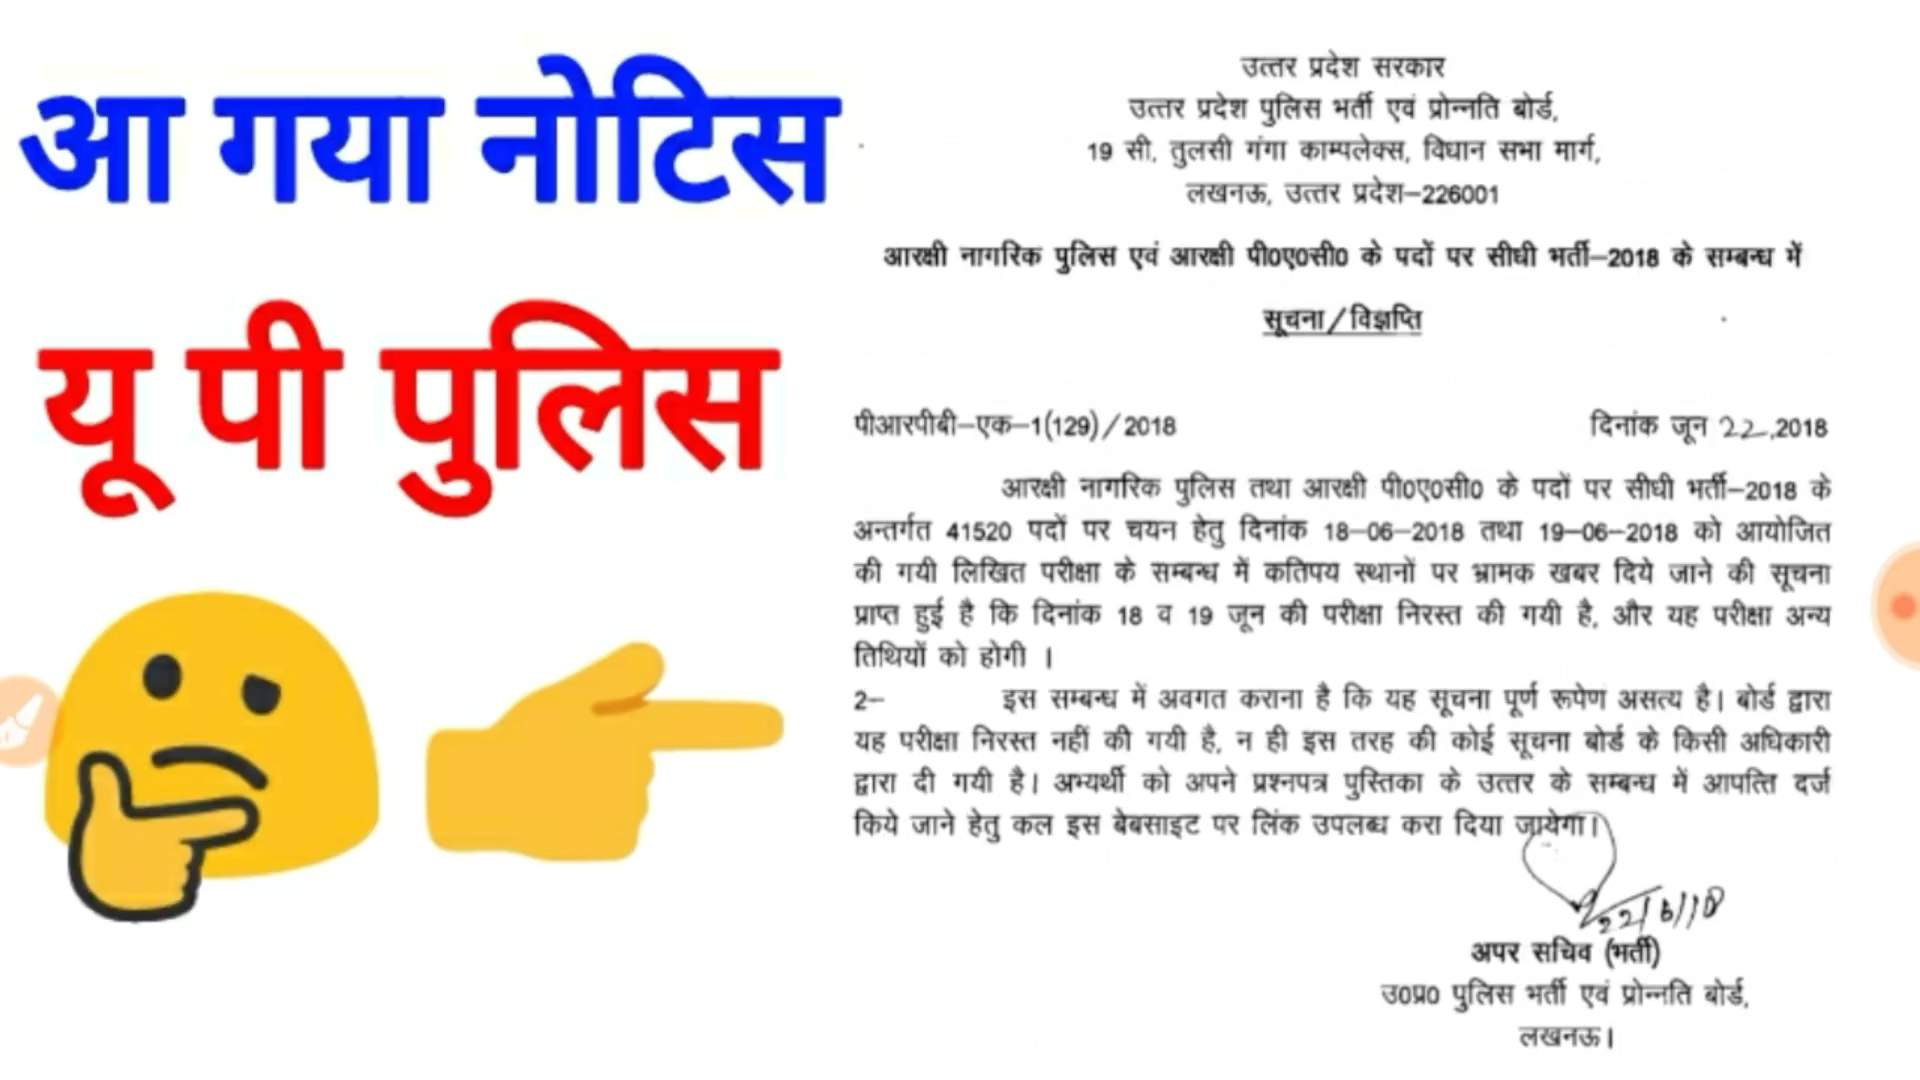 आ गया नोटिस
यू पी पुलिस
उत्तर प्रदेश सरकार
उत्तर प्रदेश पुलिस भर्ती एवं प्रोन्नति बोर्ड,
19 सी, तुलसी गंगा काम्पलेक्स, विधान सभा मार्ग,
लखनऊ, उत्तर प्रदेश–226001
आरक्षी नागरिक पुलिस एवं आरक्षी पी0ए0सी0 के पदों पर सीधी भर्ती–2018 के सम्बन्ध में
सूचना/विज्ञप्ति
पीआरपीबी–एक–1(129)/2018
दिनांक जून 22,2018
आरक्षी नागरिक पुलिस तथा आरक्षी पी0ए0सी0 के पदों पर सीधी भर्ती–2018 के
अन्तर्गत 41520 पदों पर चयन हेतु दिनांक 18–06–2018 तथा 19–06–2018 को आयोजित
की गयी लिखित परीक्षा के सम्बन्ध में कतिपय स्थानों पर भ्रामक खबर दिये जाने की सूचना
प्राप्त हुई है कि दिनांक 18 व 19 जून की परीक्षा निरस्त की गयी है, और यह परीक्षा अन्य
तिथियों को होगी ।
2– इस सम्बन्ध में अवगत कराना है कि यह सूचना पूर्ण रूपेण असत्य है। बोर्ड द्वारा
यह परीक्षा निरस्त नहीं की गयी है, न ही इस तरह की कोई सूचना बोर्ड के किसी अधिकारी
द्वारा दी गयी है। अभ्यर्थी को अपने प्रश्नपत्र पुस्तिका के उत्तर के सम्बन्ध में आपत्ति दर्ज
किये जाने हेतु कल इस बेबसाइट पर लिंक उपलब्ध करा दिया जायेगा।
22/6/18
अपर सचिव (भर्ती)
उ0प्र0 पुलिस भर्ती एवं प्रोन्नति बोर्ड,
लखनऊ।